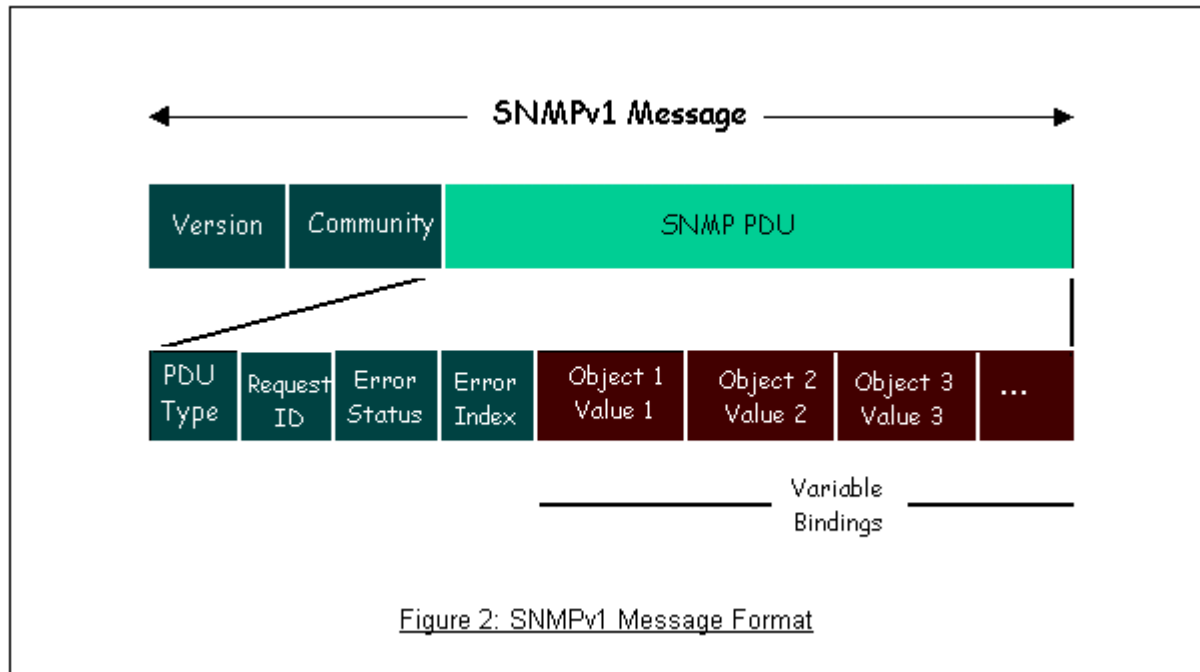 SNMPv1 Message
Version Community SNMP PDU
PDU Type
Request ID
Error Status
Error Index
Object 1 Value 1
Object 2 Value 2
Object 3 Value 3
...
Variable
Bindings
Figure 2: SNMPv1 Message Format